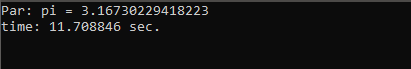 Par: pi = 3.16730229418223
time: 11.708846 sec.